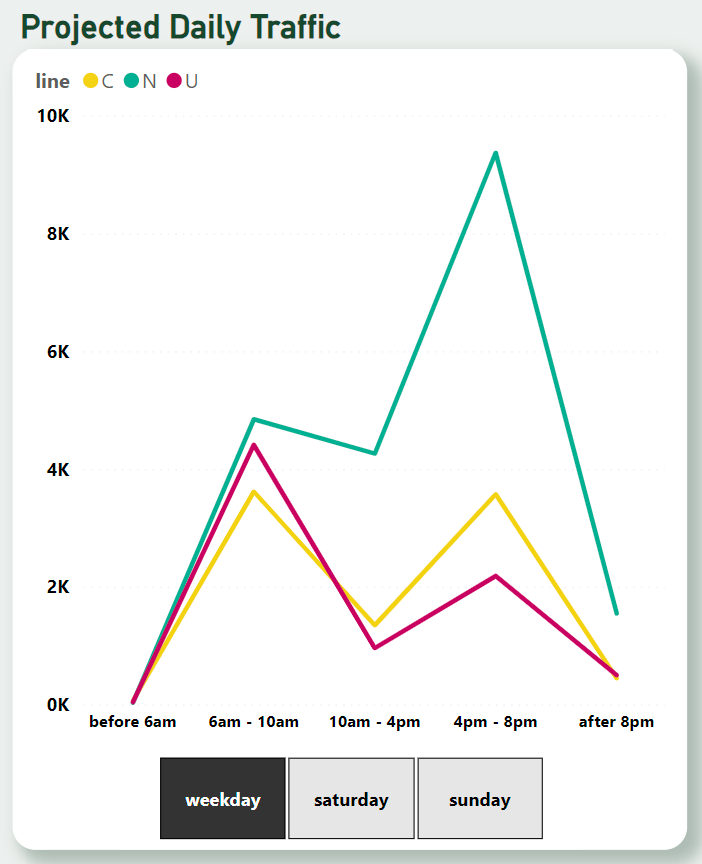 Projected Daily Traffic
line C N U
10K
8K
6K
4K
2K
0K
before 6am 6am - 10am 10am - 4pm 4pm - 8pm after 8pm
weekday saturday sunday